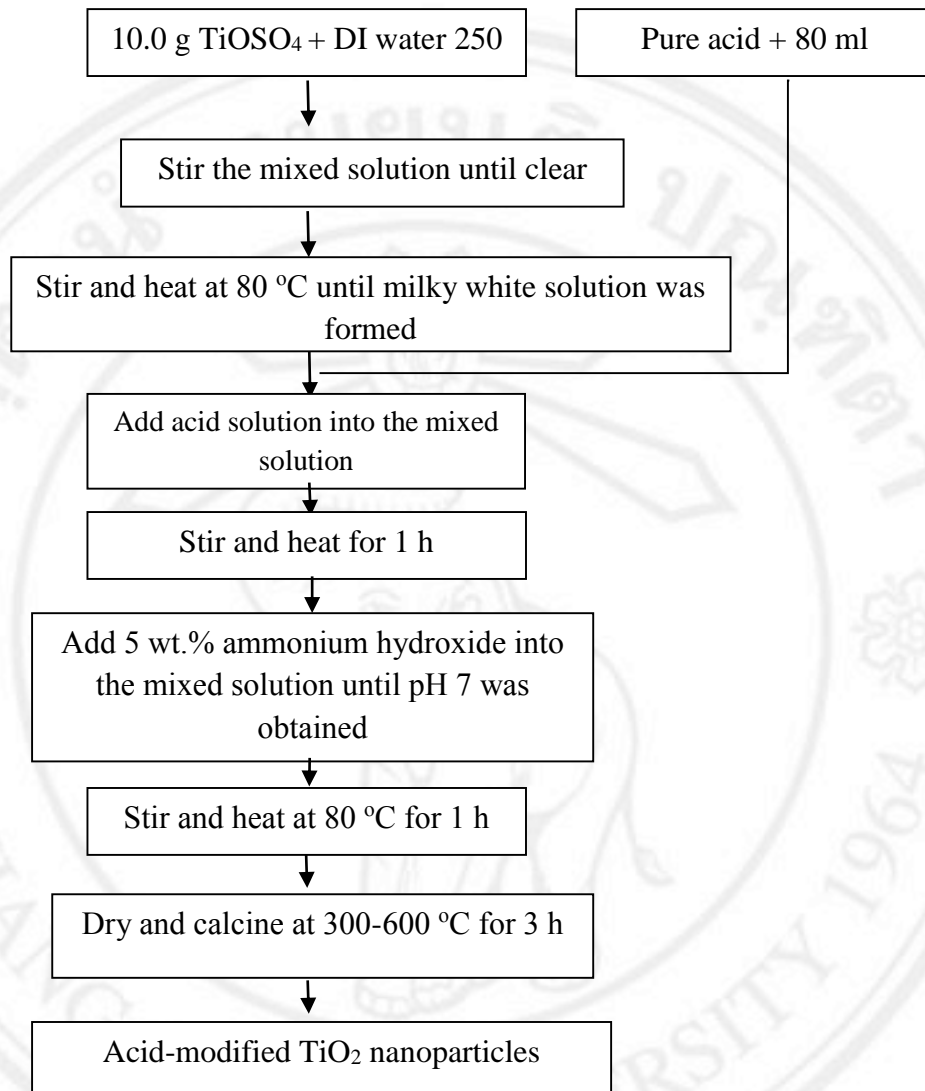 10.0 g TiOSO₄ + DI water 250
Pure acid + 80 ml
Stir the mixed solution until clear
Stir and heat at 80 ºC until milky white solution was
formed
Add acid solution into the mixed
solution
Stir and heat for 1 h
Add 5 wt.% ammonium hydroxide into
the mixed solution until pH 7 was
obtained
Stir and heat at 80 ºC for 1 h
Dry and calcine at 300-600 ºC for 3 h
Acid-modified TiO₂ nanoparticles